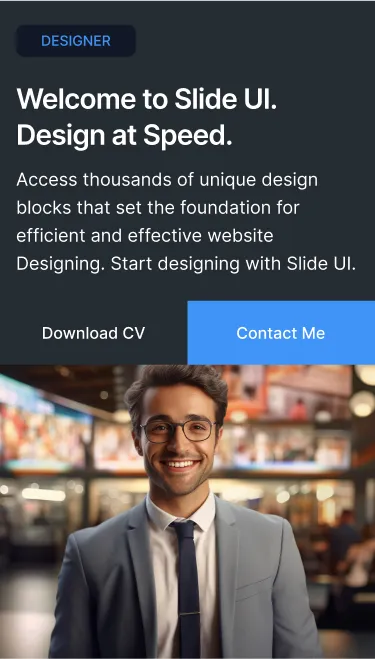 DESIGNER
Welcome to Slide UI.
Design at Speed.
Access thousands of unique design
blocks that set the foundation for
efficient and effective website
Designing. Start designing with Slide UI.
Download CV
Contact Me